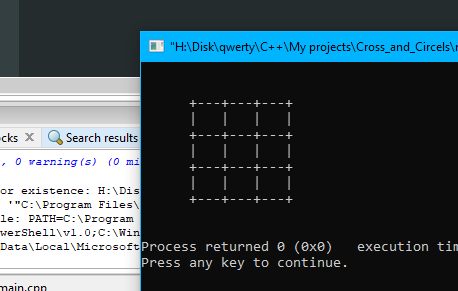 "H:\Disk\qwerty\C++\My projects\Cross_and_Circels\
+---+---+---+
|   |   |   |
+---+---+---+
|   |   |   |
+---+---+---+
|   |   |   |
+---+---+---+
Process returned 0 (0x0)   execution tim
Press any key to continue.
cks X Search results
, 0 warning(s) (0 mi
or existence: H:\Dis
'"C:\Program Files\
le: PATH=C:\Program
werShell\v1.0;C:\Win
Data\Local\Microsoft
main.cpp